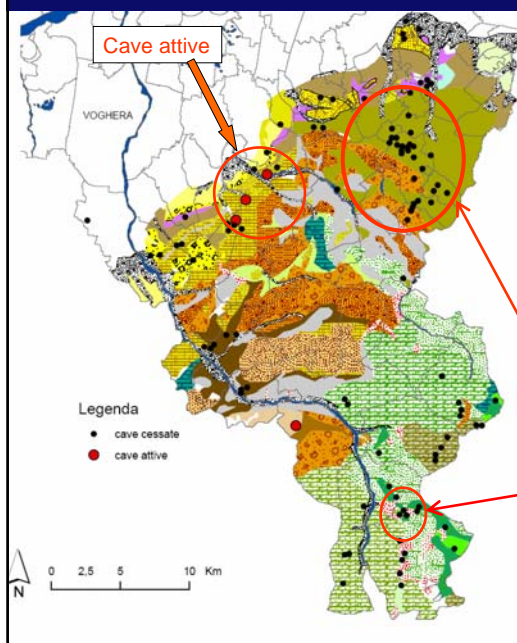 Cave attive
VOGHERA
Legenda
cave cessate
cave attive
0 2,5 5 10 Km
N